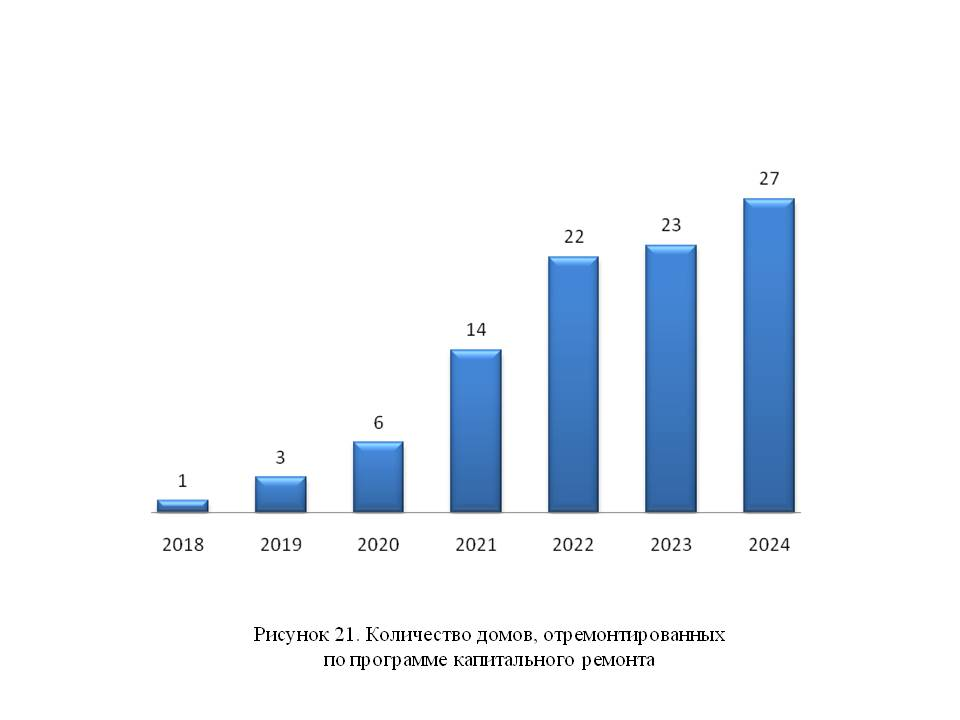 27
23
22
14
6
3
1
2018 2019 2020 2021 2022 2023 2024
Рисунок 21. Количество домов, отремонтированных
по программе капитального ремонта